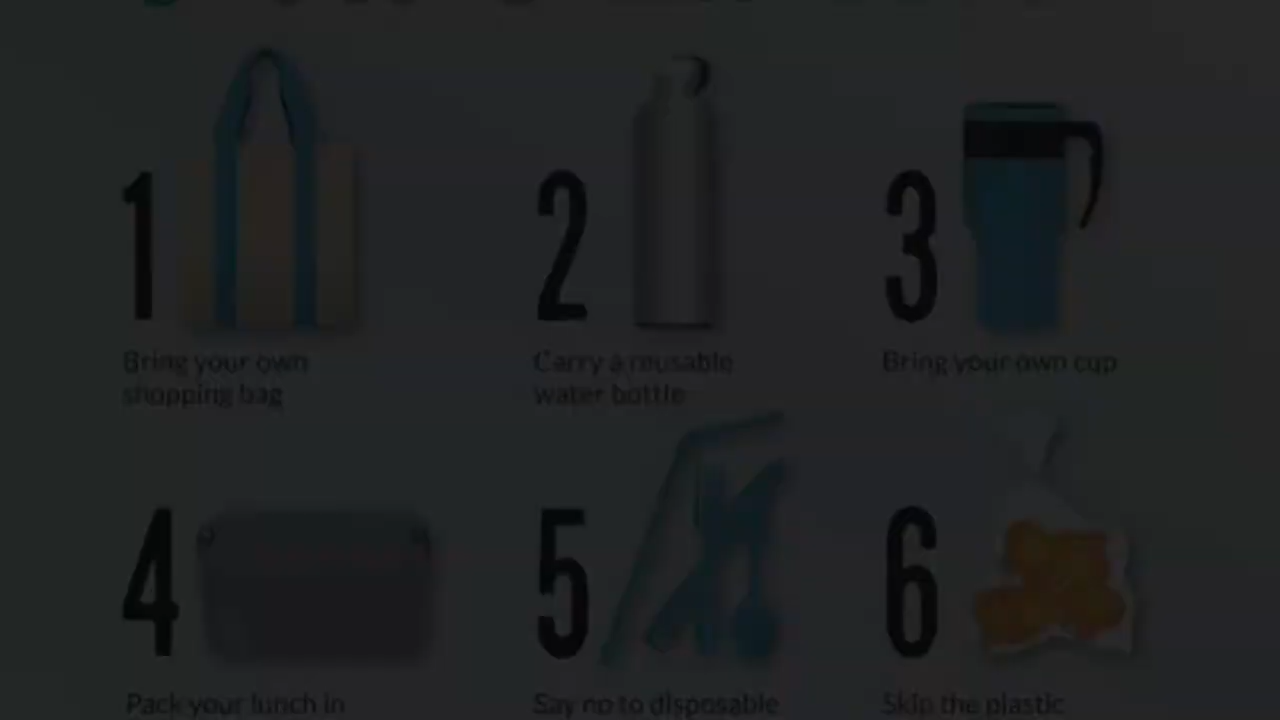 1
Bring your own
shopping bag
2
Carry a reusable
water bottle
3
Bring your own cup
4
Pack your lunch in
5
Say no to disposable
6
Skip the plastic